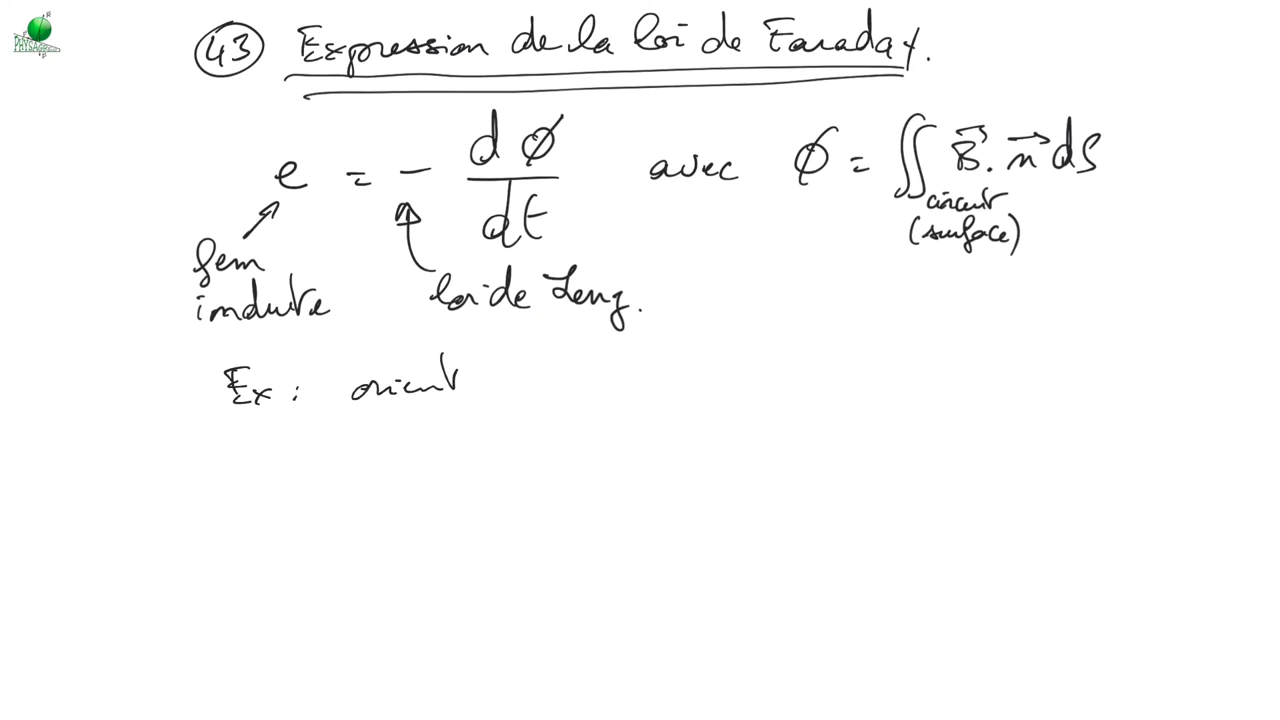 43 Expression de la loi de Faraday.
e = - dϕ/dt avec ϕ = ∬ B⃗ . n⃗ dS
circuit
(surface)
fem
induite
loi de Lenz.
Ex : orient